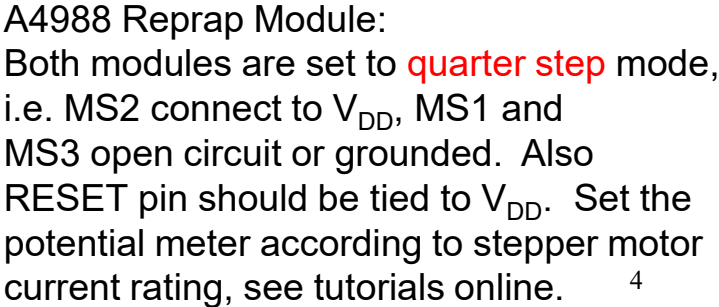 A4988 Reprap Module:
Both modules are set to quarter step mode,
i.e. MS2 connect to VDD, MS1 and
MS3 open circuit or grounded.  Also
RESET pin should be tied to VDD.  Set the
potential meter according to stepper motor
current rating, see tutorials online. 4